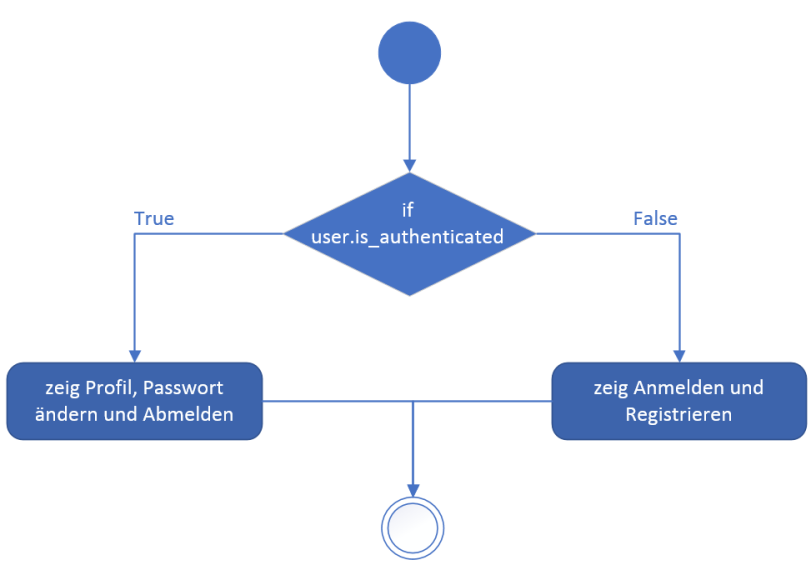 if
user.is_authenticated
True
False
zeig Profil, Passwort
ändern und Abmelden
zeig Anmelden und
Registrieren